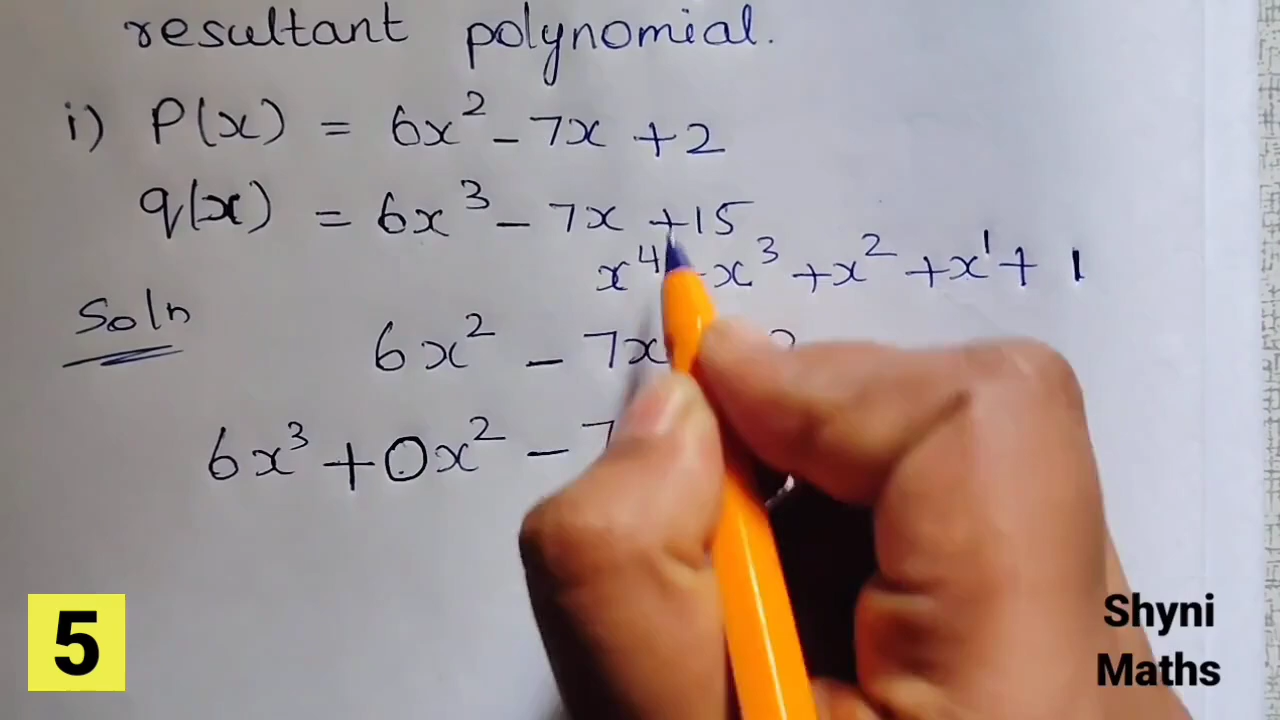 resultant polynomial.
i) P(x) = 6x² - 7x + 2
q(x) = 6x³ - 7x + 15
x⁴ - x³ + x² + x¹ + 1
Soln
6x² - 7x
6x³ + 0x² - 7
5
Shyni
Maths